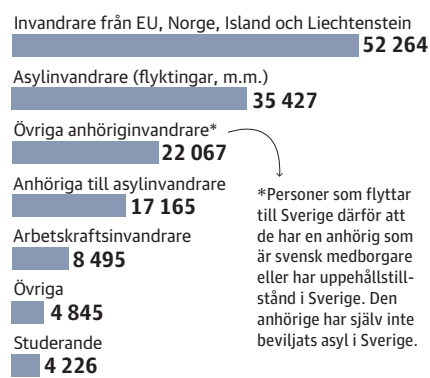 Invandrare från EU, Norge, Island och Liechtenstein
52 264
Asylinvandrare (flyktingar, m.m.)
35 427
Övriga anhöriginvandrare*
22 067
Anhöriga till asylinvandrare
17 165
Arbetskraftsinvandrare
8 495
Övriga
4 845
Studerande
4 226
*Personer som flyttar
till Sverige därför att
de har en anhörig som
är svensk medborgare
eller har uppehållstill-
stånd i Sverige. Den
anhörige har själv inte
beviljats asyl i Sverige.